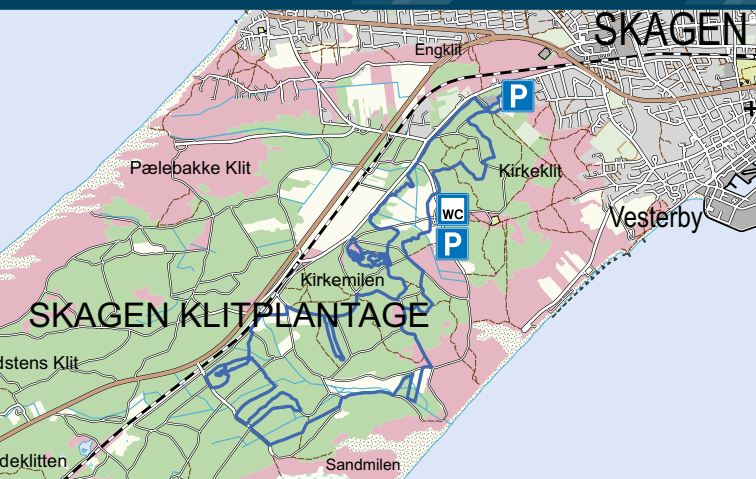 SKAGEN
Engklit
P
Pælebakke Klit
Kirkeklit
WC
Vesterby
P
Kirkemilen
SKAGEN KLITPLANTAGE
dstens Klit
deklitten
Sandmilen